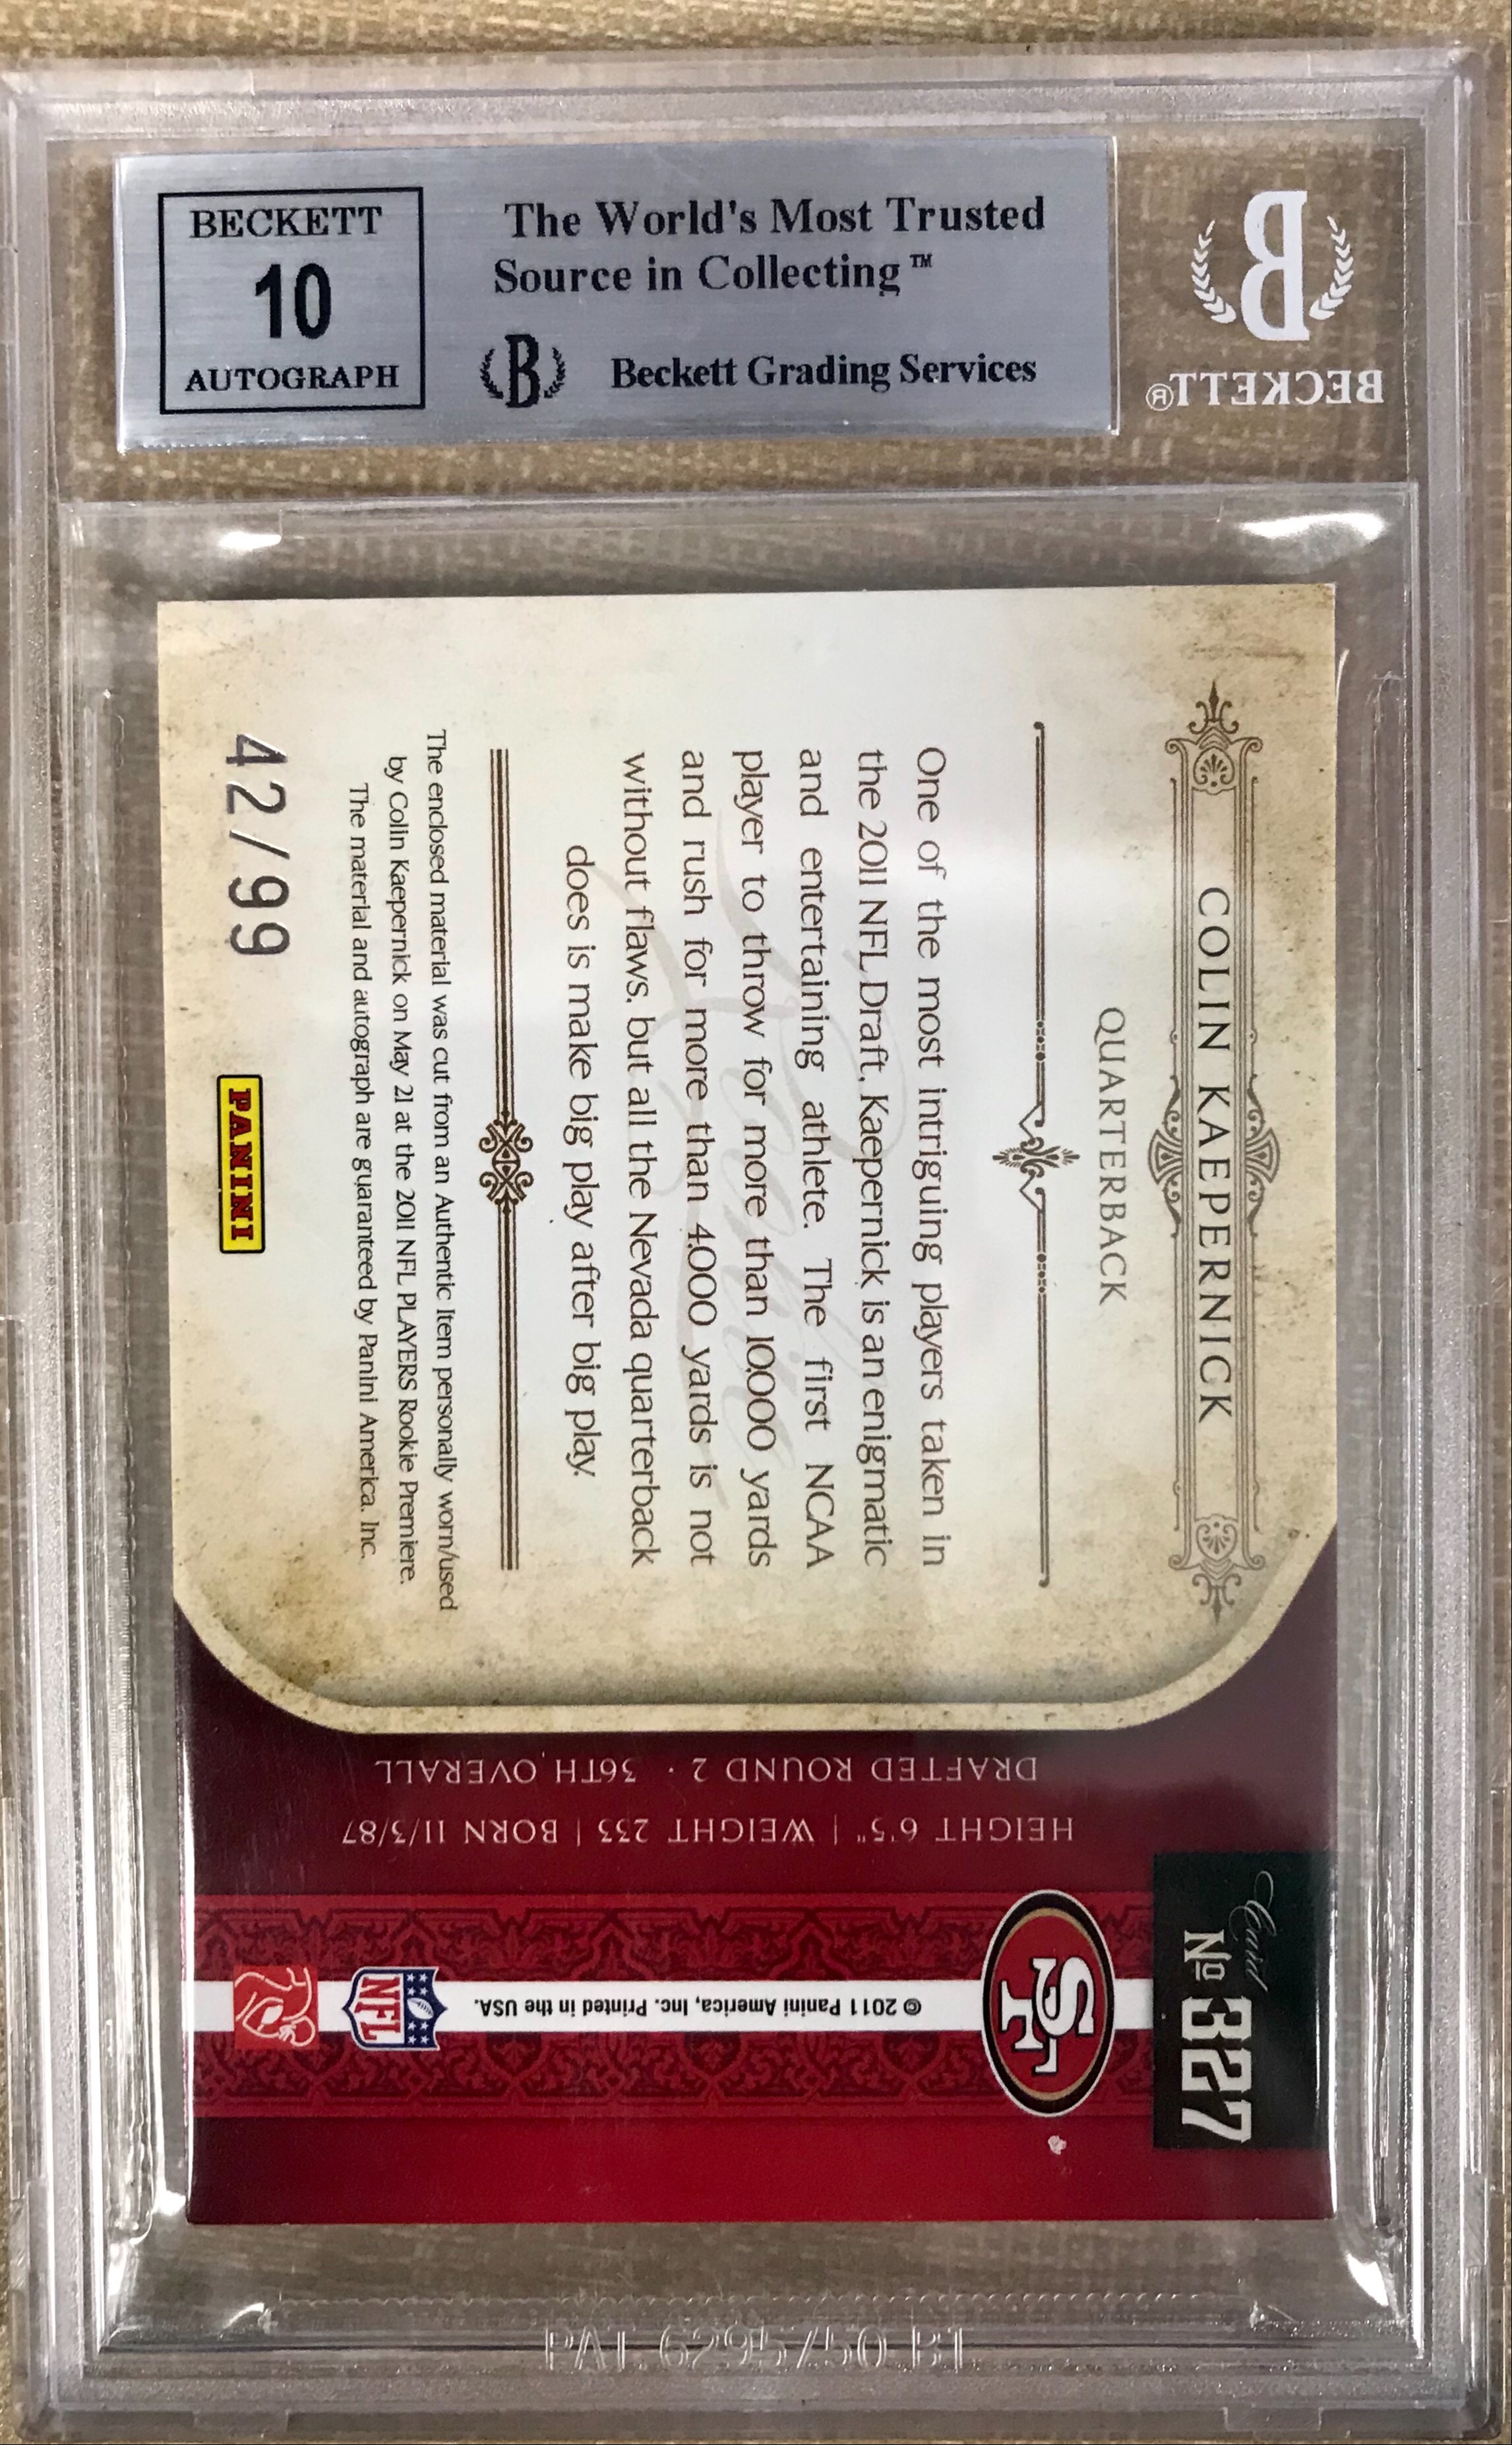 BECKETT
10
AUTOGRAPH
The World's Most Trusted
Source in Collecting™
B
Beckett Grading Services
B
BECKETT®
COLIN KAEPERNICK
QUARTERBACK
One of the most intriguing players taken in
the 2011 NFL Draft, Kaepernick is an enigmatic
and entertaining athlete. The first NCAA
player to throw for more than 10,000 yards
and rush for more than 4,000 yards is not
without flaws, but all the Nevada quarterback
does is make big play after big play.
The enclosed material was cut from an Authentic Item personally worn/used
by Colin Kaepernick on May 21 at the 2011 NFL PLAYERS Rookie Premiere.
The material and autograph are guaranteed by Panini America, Inc.
42/99
PANINI
DRAFTED ROUND 2 · 36TH OVERALL
HEIGHT 6'5" | WEIGHT 233 | BORN 11/3/87
Card
No 327
SF
© 2011 Panini America, Inc. Printed in the USA.
NFL
PAT. 6295750 B1